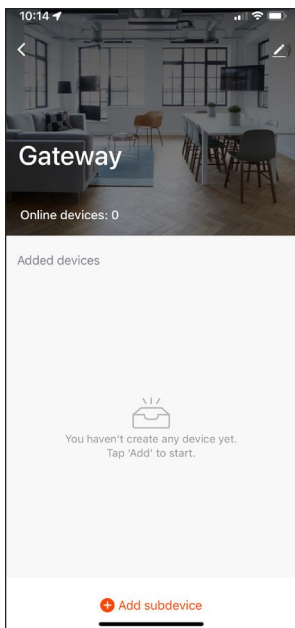 10:14
Gateway
Online devices: 0
Added devices
You haven't create any device yet.
Tap 'Add' to start.
Add subdevice